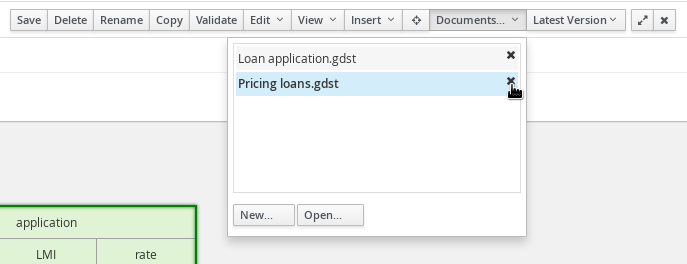 Save Delete Rename Copy Validate Edit View Insert Documents... Latest Version
Loan application.gdst
Pricing loans.gdst
New... Open...
application
LMI rate